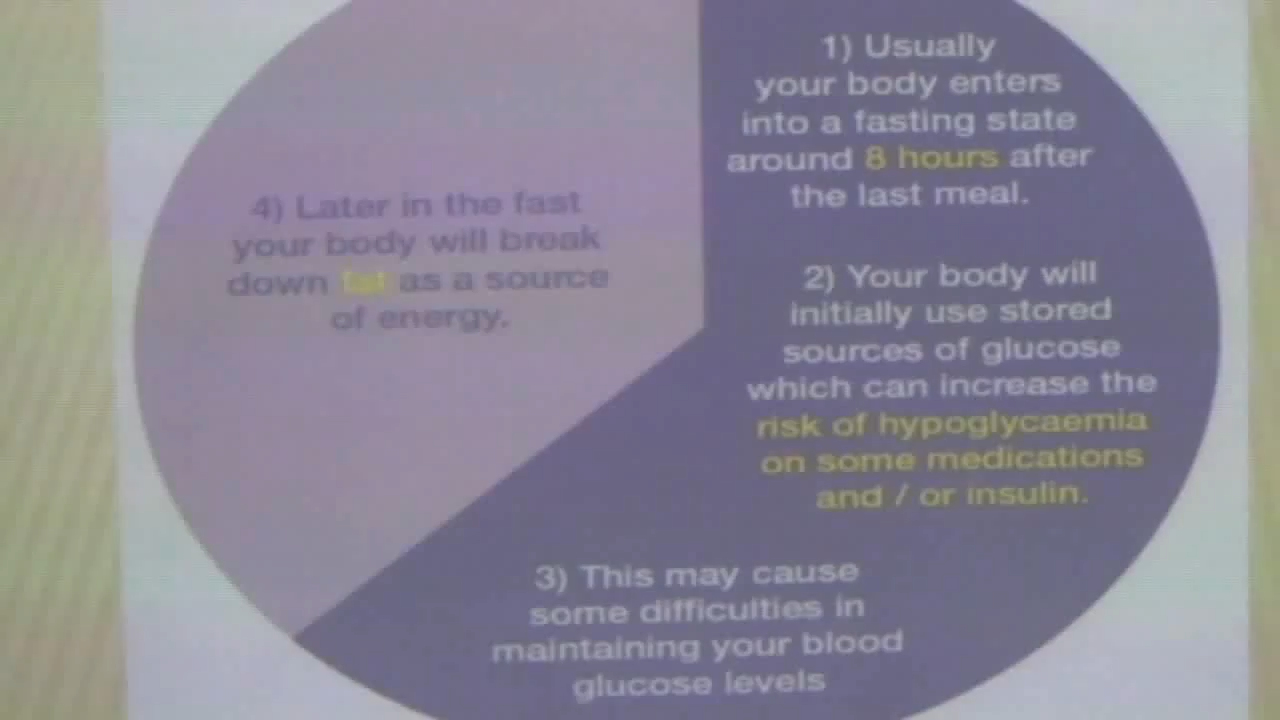 1) Usually
your body enters
into a fasting state
around 8 hours after
the last meal.
2) Your body will
initially use stored
sources of glucose
which can increase the
risk of hypoglycaemia
on some medications
and / or insulin.
3) This may cause
some difficulties in
maintaining your blood
glucose levels
4) Later in the fast
your body will break
down fat as a source
of energy.